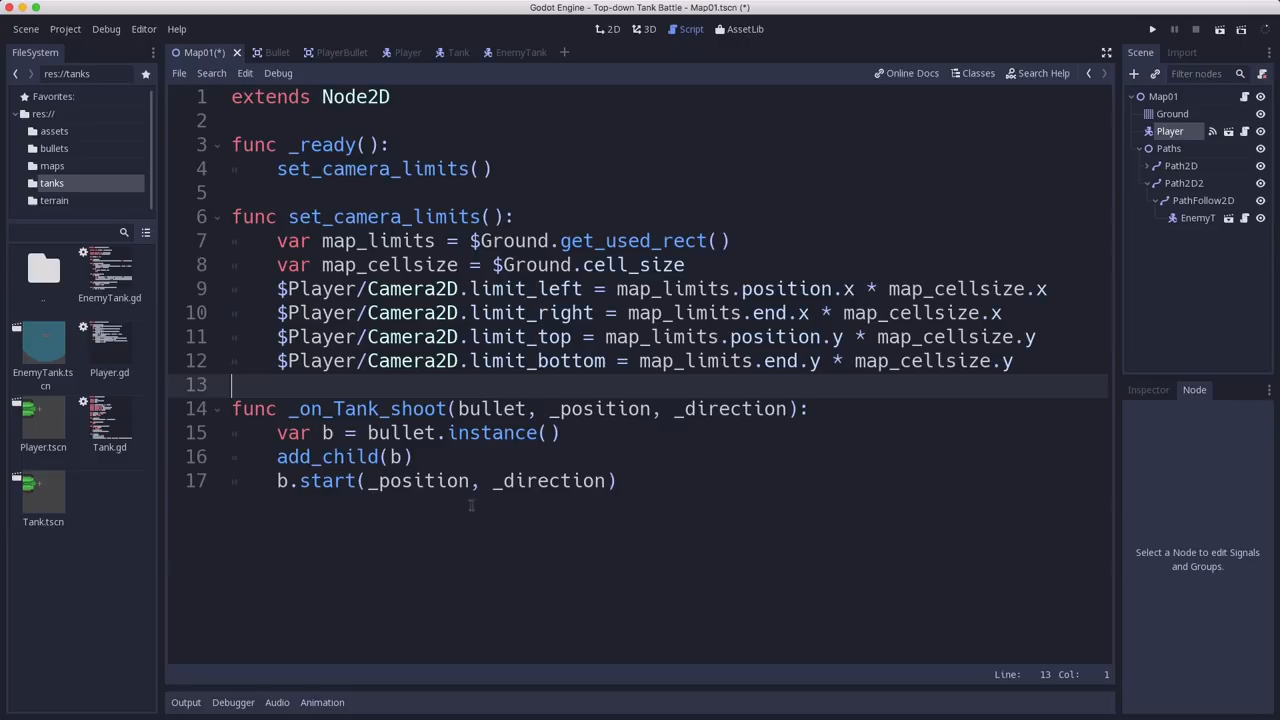 Godot Engine - Top-down Tank Battle - Map01.tscn (*)
Scene Project Debug Editor Help
2D 3D Script AssetLib
FileSystem
res://tanks
Favorites:
res://
assets
bullets
maps
tanks
terrain
..
EnemyTank.gd
EnemyTank.ts
cn
Player.gd
Player.tscn
Tank.gd
Tank.tscn
Map01(*) Bullet PlayerBullet Player Tank EnemyTank
File Search Edit Debug
Online Docs Classes Search Help
1 extends Node2D
2
3 func _ready():
4 set_camera_limits()
5
6 func set_camera_limits():
7 var map_limits = $Ground.get_used_rect()
8 var map_cellsize = $Ground.cell_size
9 $Player/Camera2D.limit_left = map_limits.position.x * map_cellsize.x
10 $Player/Camera2D.limit_right = map_limits.end.x * map_cellsize.x
11 $Player/Camera2D.limit_top = map_limits.position.y * map_cellsize.y
12 $Player/Camera2D.limit_bottom = map_limits.end.y * map_cellsize.y
13
14 func _on_Tank_shoot(bullet, _position, _direction):
15 var b = bullet.instance()
16 add_child(b)
17 b.start(_position, _direction)
Line: 13 Col: 1
Output Debugger Audio Animation
Scene Import
Filter nodes
Map01
Ground
Player
Paths
Path2D
Path2D2
PathFollow2D
EnemyT
Inspector Node
Select a Node to edit Signals
and Groups.